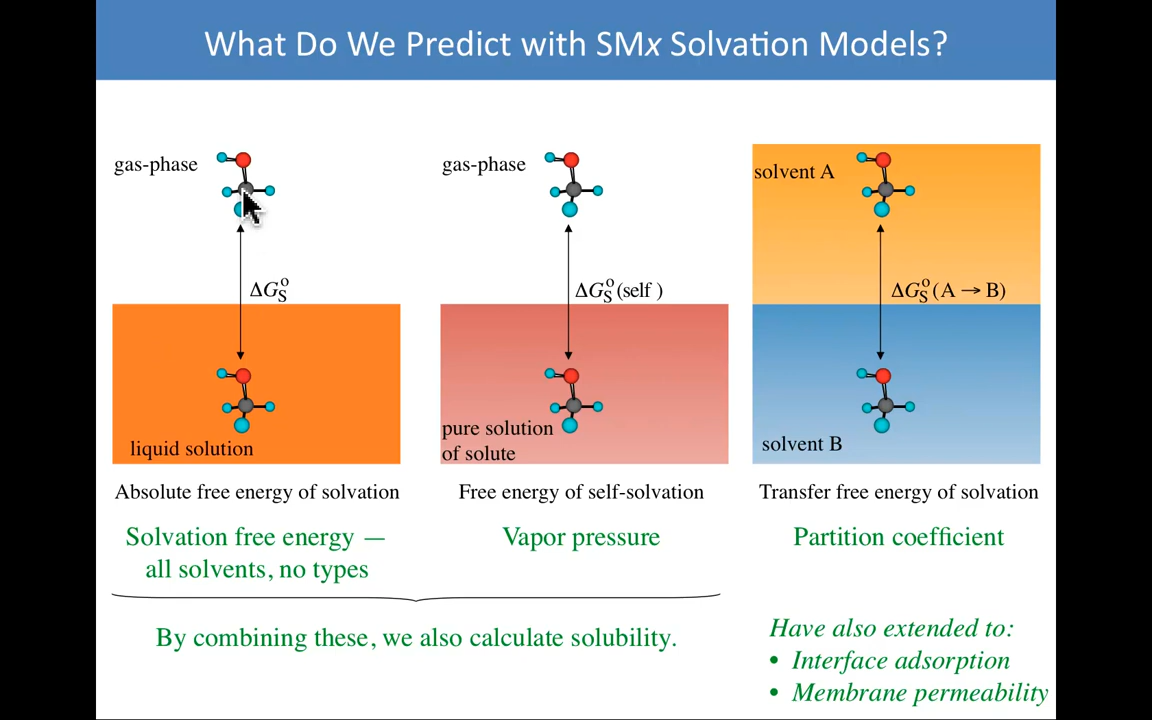 What Do We Predict with SMx Solvation Models?
gas-phase
ΔG°S
liquid solution
Absolute free energy of solvation
Solvation free energy —
all solvents, no types
gas-phase
ΔG°S(self )
pure solution
of solute
Free energy of self-solvation
Vapor pressure
By combining these, we also calculate solubility.
solvent A
ΔG°S(A → B)
solvent B
Transfer free energy of solvation
Partition coefficient
Have also extended to:
• Interface adsorption
• Membrane permeability